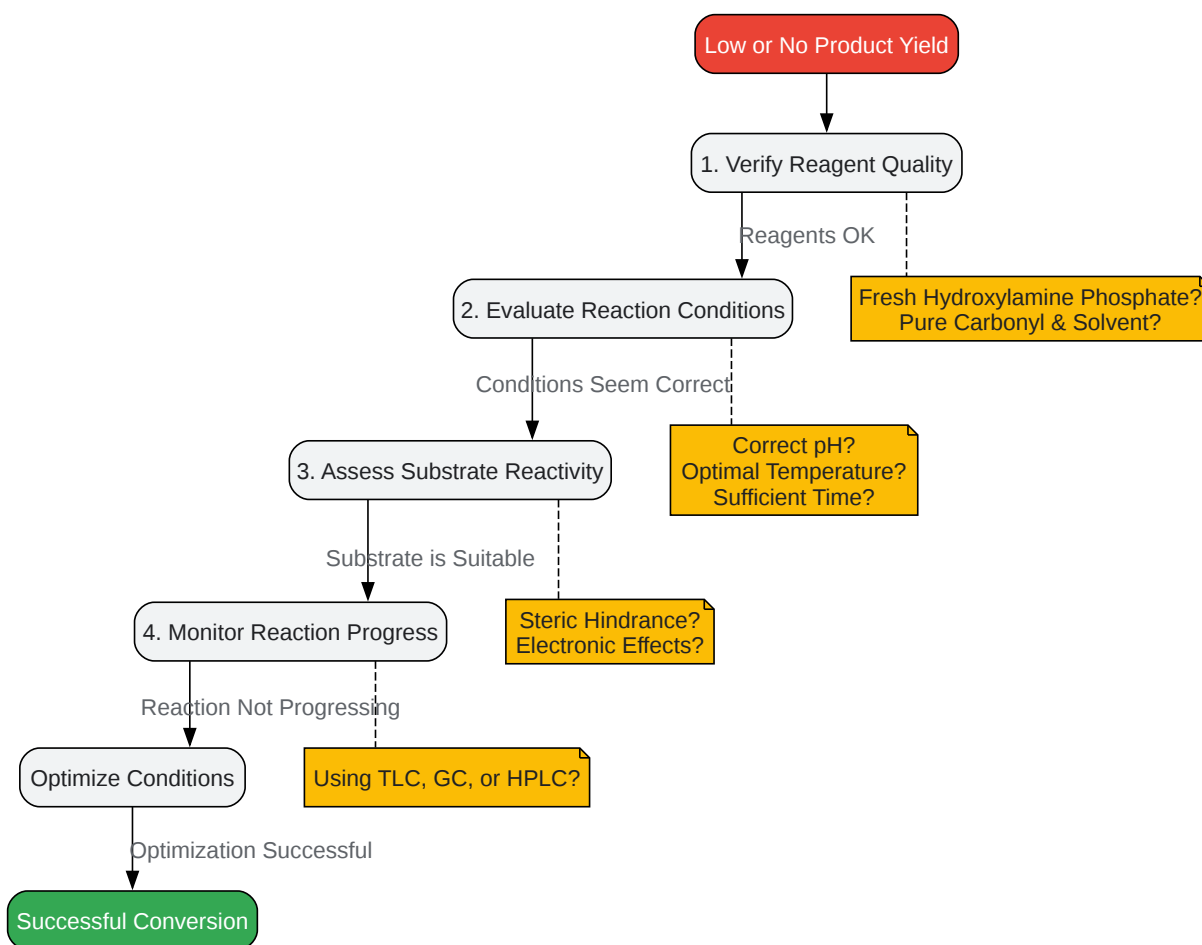 Low or No Product Yield
1. Verify Reagent Quality
Reagents OK
Fresh Hydroxylamine Phosphate?
Pure Carbonyl & Solvent?
2. Evaluate Reaction Conditions
Conditions Seem Correct
Correct pH?
Optimal Temperature?
Sufficient Time?
3. Assess Substrate Reactivity
Substrate is Suitable
Steric Hindrance?
Electronic Effects?
4. Monitor Reaction Progress
Reaction Not Progressing
Using TLC, GC, or HPLC?
Optimize Conditions
Optimization Successful
Successful Conversion